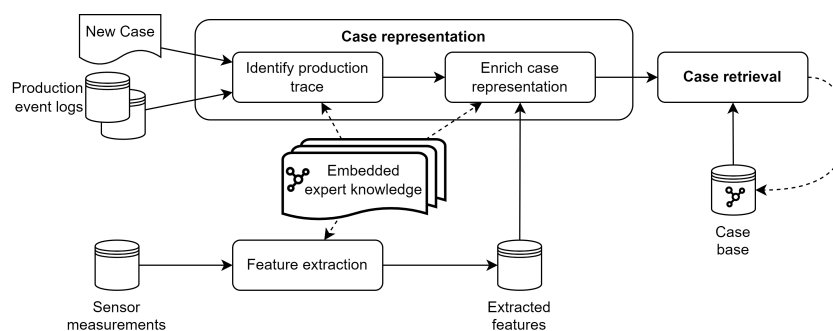 New Case
Case representation
Identify production
trace
Enrich case
representation
Case retrieval
Production
event logs
Embedded
expert knowledge
Case
base
Feature extraction
Sensor
measurements
Extracted
features